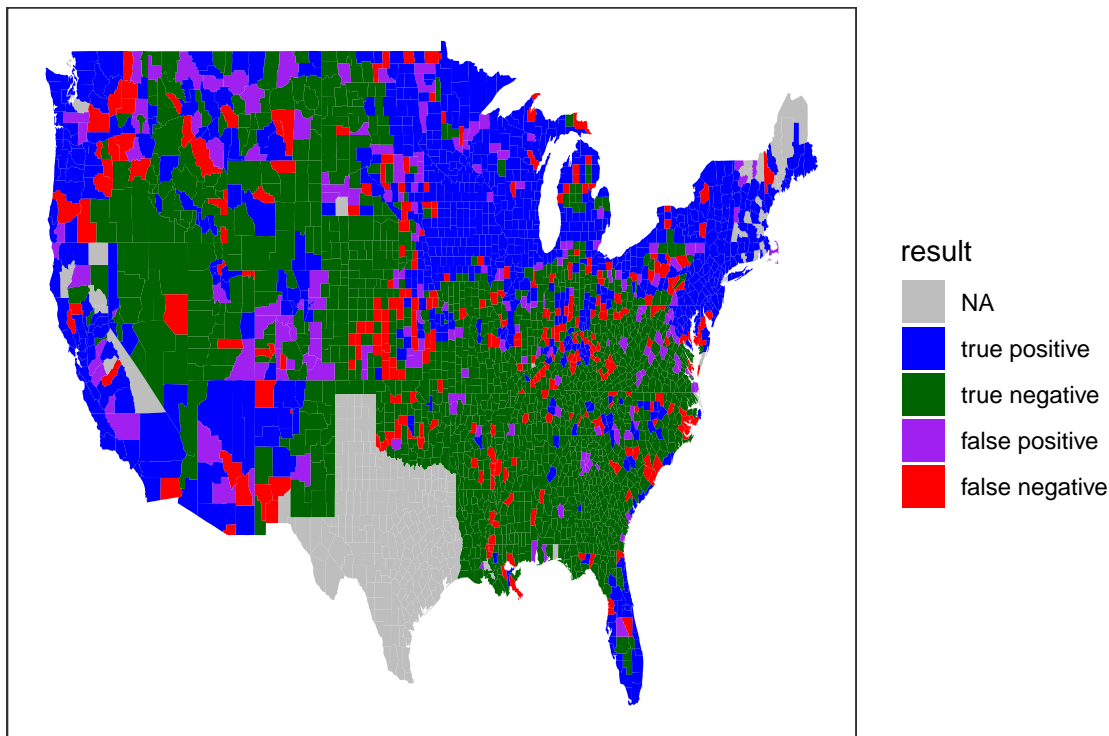 result
NA
true positive
true negative
false positive
false negative